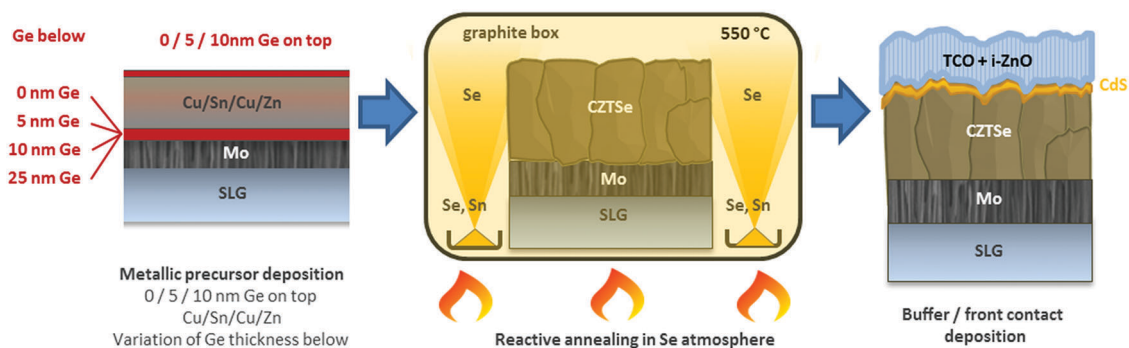 Ge below
0 / 5 / 10nm Ge on top
0 nm Ge
5 nm Ge
10 nm Ge
25 nm Ge
Cu/Sn/Cu/Zn
Mo
SLG
Metallic precursor deposition
0 / 5 / 10 nm Ge on top
Cu/Sn/Cu/Zn
Variation of Ge thickness below
graphite box
550 °C
Se
CZTSe
Se
Mo
Se, Sn
SLG
Se, Sn
Reactive annealing in Se atmosphere
TCO + i-ZnO
CdS
CZTSe
Mo
SLG
Buffer / front contact
deposition